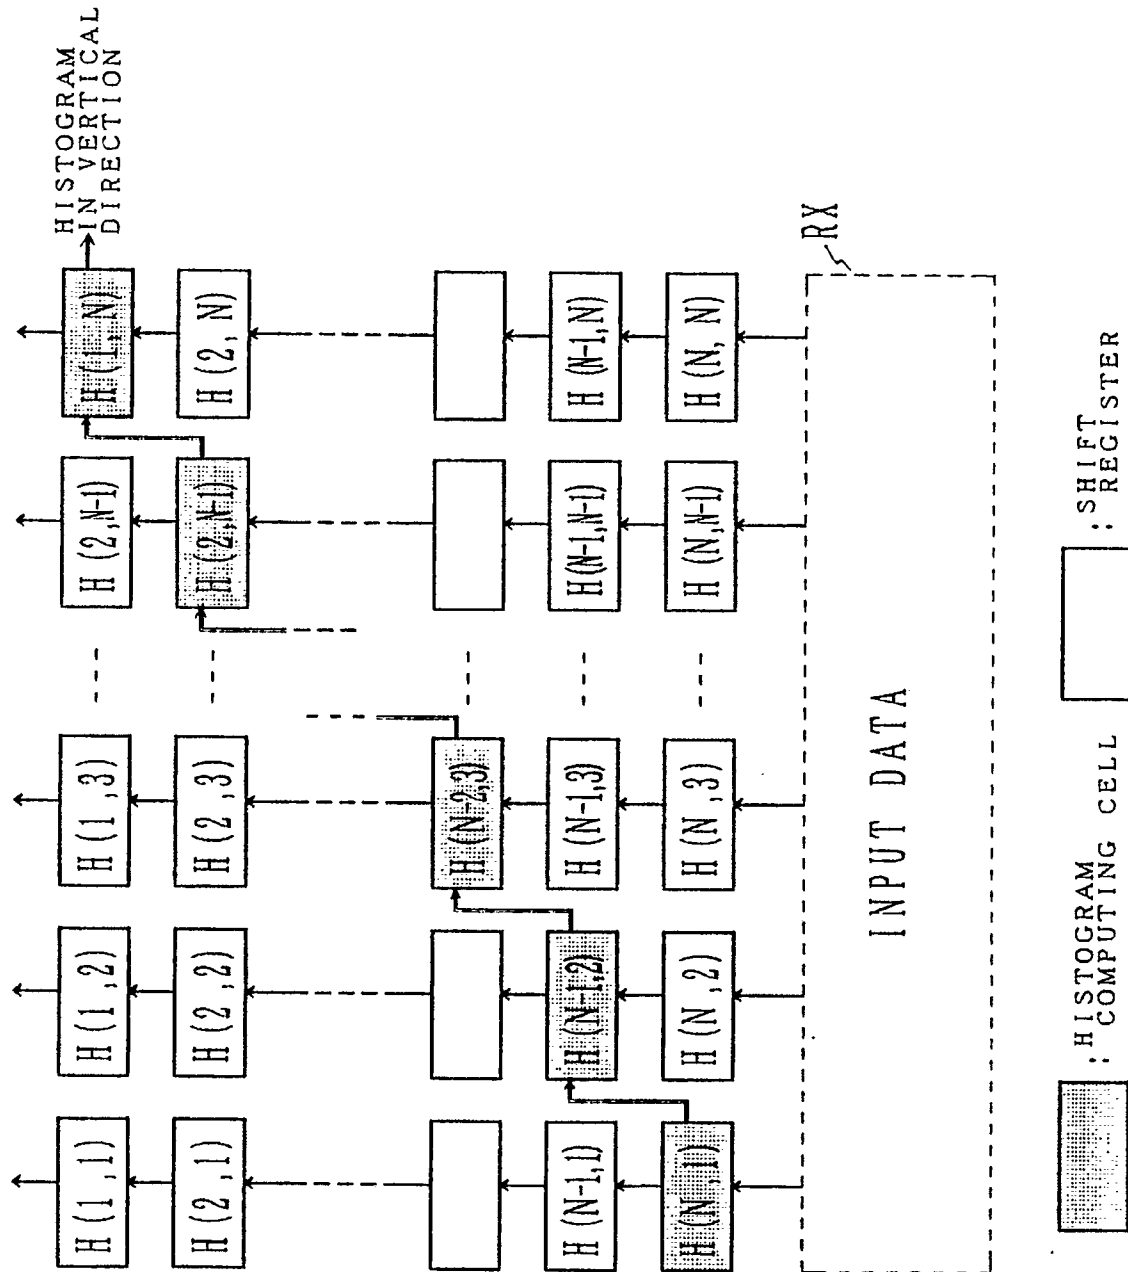 H (1 ,1)
H (1 ,2)
H (1 ,3)
H (2,N-1)
H (1, N)
HISTOGRAM
IN VERTICAL
DIRECTION
H (2 ,1)
H (2 ,2)
H (2 ,3)
H (2,N-1)
H (2, N)
H (N-2,3)
H (N-1,1)
H (N-1,2)
H (N-1,3)
H (N-1,N-1)
H (N-1,N)
H (N ,1)
H (N ,2)
H (N ,3)
H (N,N-1)
H (N, N)
RX
INPUT DATA
: HISTOGRAM
COMPUTING CELL
: SHIFT
REGISTER